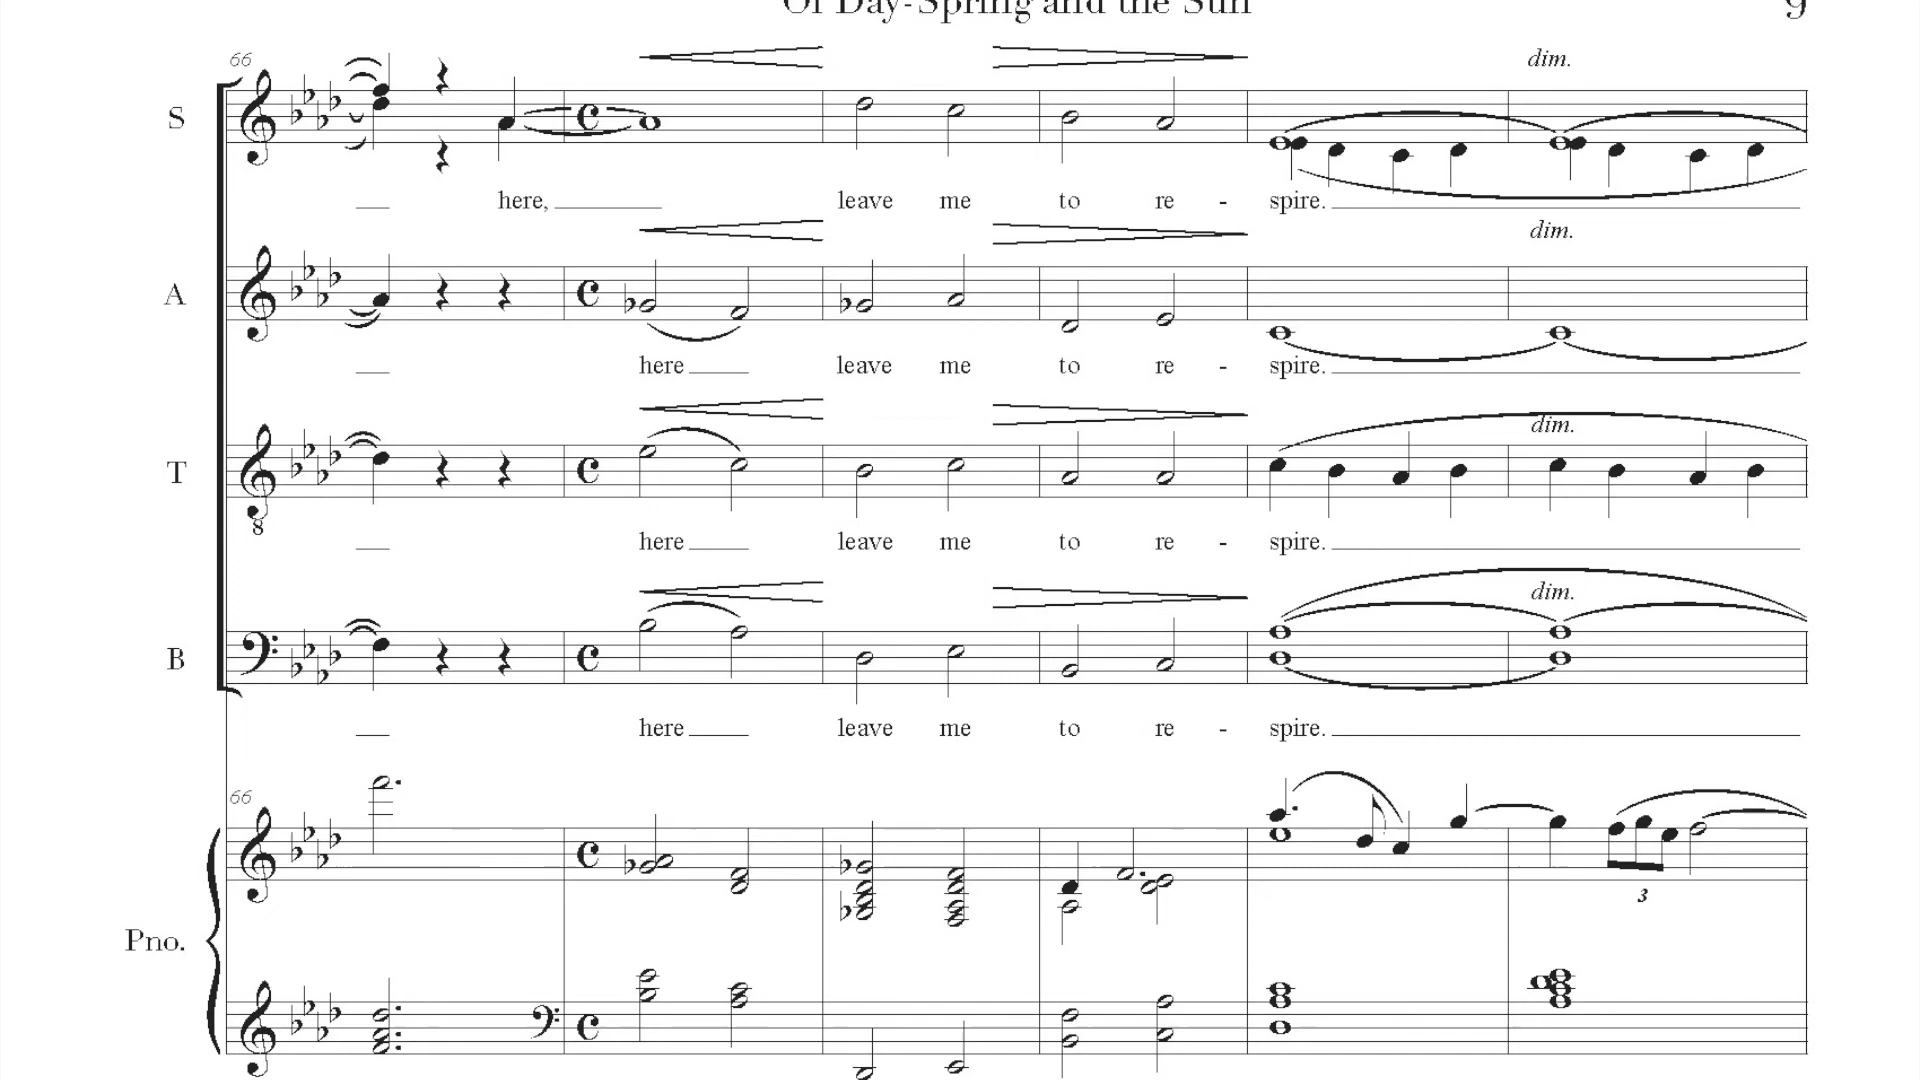 Of Day-Spring and the Sun 9
66
dim.
S
here, leave me to re - spire.
dim.
A
here leave me to re - spire.
dim.
T
8
here leave me to re - spire.
dim.
B
here leave me to re - spire.
66
3
Pno.